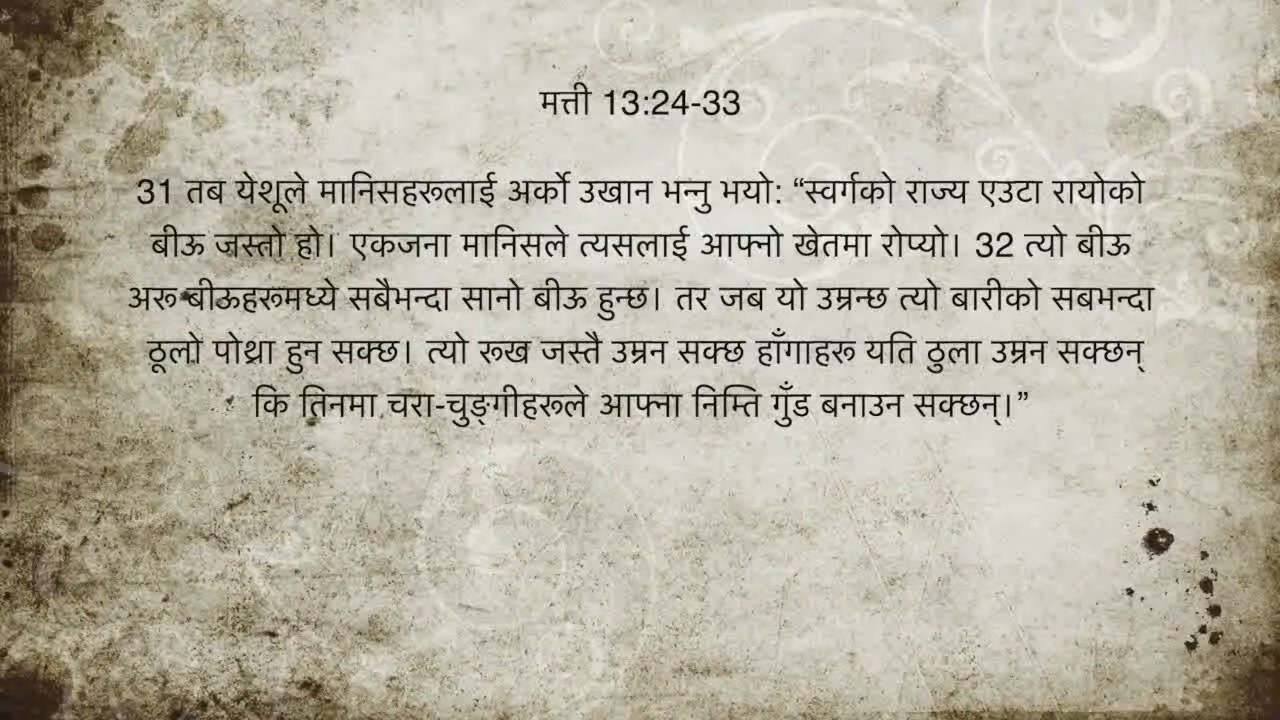 मत्ती 13:24-33
31 तब येशूले मानिसहरूलाई अर्को उखान भन्नु भयो: “स्वर्गको राज्य एउटा रायोको
बीऊ जस्तो हो। एकजना मानिसले त्यसलाई आफ्नो खेतमा रोप्यो। 32 त्यो बीऊ
अरू बीऊहरूमध्ये सबैभन्दा सानो बीऊ हुन्छ। तर जब यो उम्रन्छ त्यो बारीको सबभन्दा
ठूलो पोथ्रा हुन सक्छ। त्यो रूख जस्तै उम्रन सक्छ हाँगाहरू यति ठुला उम्रन सक्छन्
कि तिनमा चरा-चुङ्गीहरूले आफ्ना निम्ति गुँड बनाउन सक्छन्।”